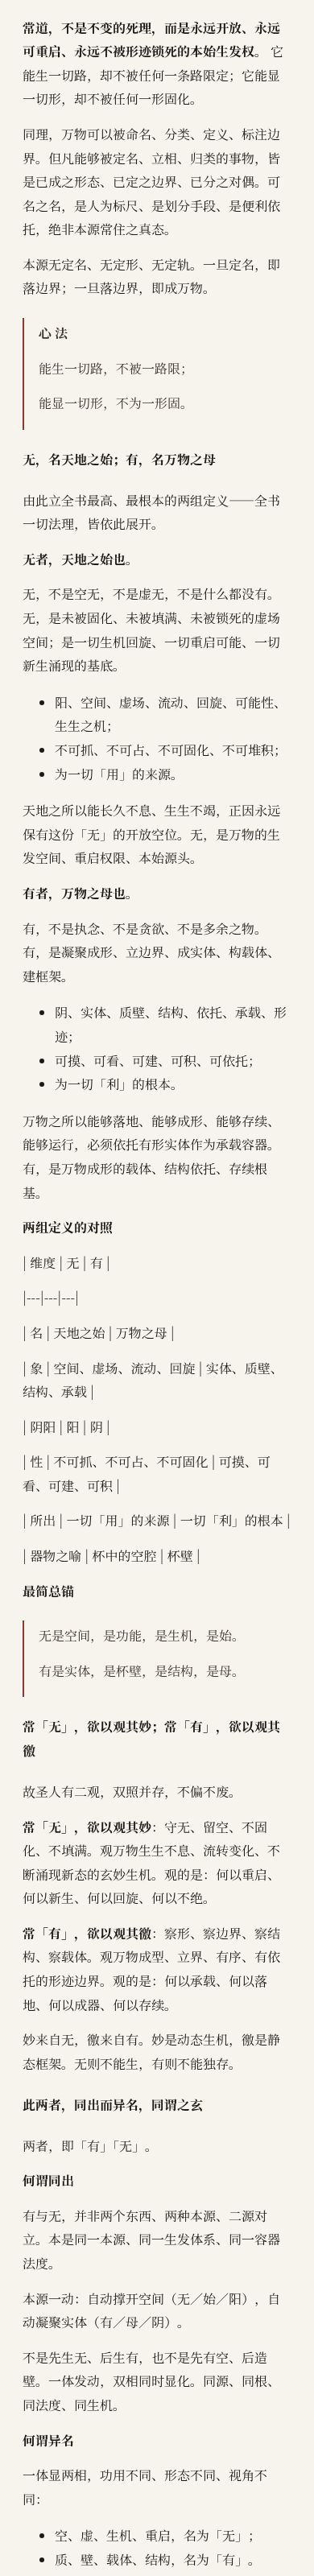 常道，不是不变的死理，而是永远开放、永远
可重启、永远不被形迹锁死的本始生发权。 它
能生一切路，却不被任何一条路限定；它能显
一切形，却不被任何一形固化。
同理，万物可以被命名、分类、定义、标注边
界。但凡能够被定名、立相、归类的事物，皆
是已成之形态、已定之边界、已分之对偶。可
名之名，是人为标尺、是划分手段、是便利依
托，绝非本源常住之真态。
本源无定名、无定形、无定轨。一旦定名，即
落边界；一旦落边界，即成万物。
心 法
能生一切路，不被一路限；
能显一切形，不为一形固。
无，名天地之始；有，名万物之母
由此立全书最高、最根本的两组定义——全书
一切法理，皆依此展开。
无者，天地之始也。
无，不是空无，不是虚无，不是什么都没有。
无，是未被固化、未被填满、未被锁死的虚场
空间；是一切生机回旋、一切重启可能、一切
新生涌现的基底。
• 阳、空间、虚场、流动、回旋、可能性、
生生之机；
• 不可抓、不可占、不可固化、不可堆积；
• 为一切「用」的来源。
天地之所以能长久不息、生生不竭，正因永远
保有这份「无」的开放空位。无，是万物的生
发空间、重启权限、本始源头。
有者，万物之母也。
有，不是执念、不是贪欲、不是多余之物。
有，是凝聚成形、立边界、成实体、构载体、
建框架。
• 阴、实体、质壁、结构、依托、承载、形
迹；
• 可摸、可看、可建、可积、可依托；
• 为一切「利」的根本。
万物之所以能够落地、能够成形、能够存续、
能够运行，必须依托有形实体作为承载容器。
有，是万物成形的载体、结构依托、存续根
基。
两组定义的对照
| 维度 | 无 | 有 |
|---|---|---|
| 名 | 天地之始 | 万物之母 |
| 象 | 空间、虚场、流动、回旋 | 实体、质壁、
结构、承载 |
| 阴阳 | 阳 | 阴 |
| 性 | 不可抓、不可占、不可固化 | 可摸、可
看、可建、可积 |
| 所出 | 一切「用」的来源 | 一切「利」的根本 |
| 器物之喻 | 杯中的空腔 | 杯壁 |
最简总锚
无是空间，是功能，是生机，是始。
有是实体，是杯壁，是结构，是母。
常「无」，欲以观其妙；常「有」，欲以观其
徼
故圣人有二观，双照并存，不偏不废。
常「无」，欲以观其妙：守无、留空、不固
化、不填满。观万物生生不息、流转变化、不
断涌现新态的玄妙生机。观的是：何以重启、
何以新生、何以回旋、何以不绝。
常「有」，欲以观其徼：察形、察边界、察结
构、察载体。观万物成型、立界、有序、有依
托的形迹边界。观的是：何以承载、何以落
地、何以成器、何以存续。
妙来自无，徼来自有。妙是动态生机，徼是静
态框架。无则不能生，有则不能独存。
此两者，同出而异名，同谓之玄
两者，即「有」「无」。
何谓同出
有与无，并非两个东西、两种本源、二源对
立。本是同一本源、同一生发体系、同一容器
法度。
本源一动：自动撑开空间（无／始／阳），自
动凝聚实体（有／母／阴）。
不是先生无、后生有，也不是先有空、后造
壁。一体发动，双相同时显化。同源、同根、
同法度、同生机。
何谓异名
一体显两相，功用不同、形态不同、视角不
同：
• 空、虚、生机、重启，名为「无」；
• 质、壁、载体、结构，名为「有」。